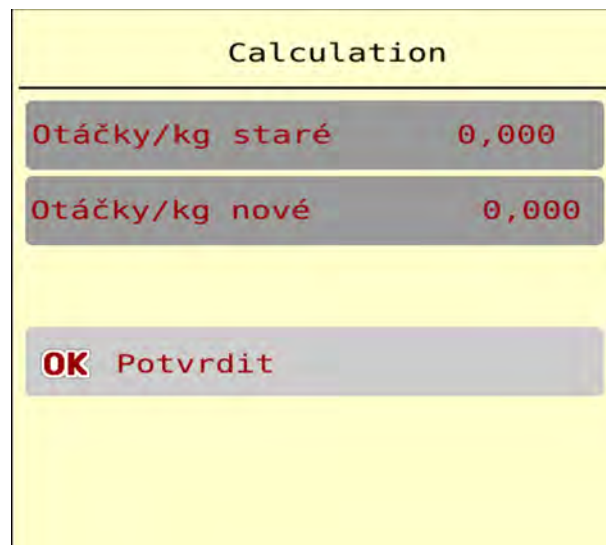 Calculation
Otáčky/kg staré 0,000
Otáčky/kg nové 0,000
OK Potvrdit